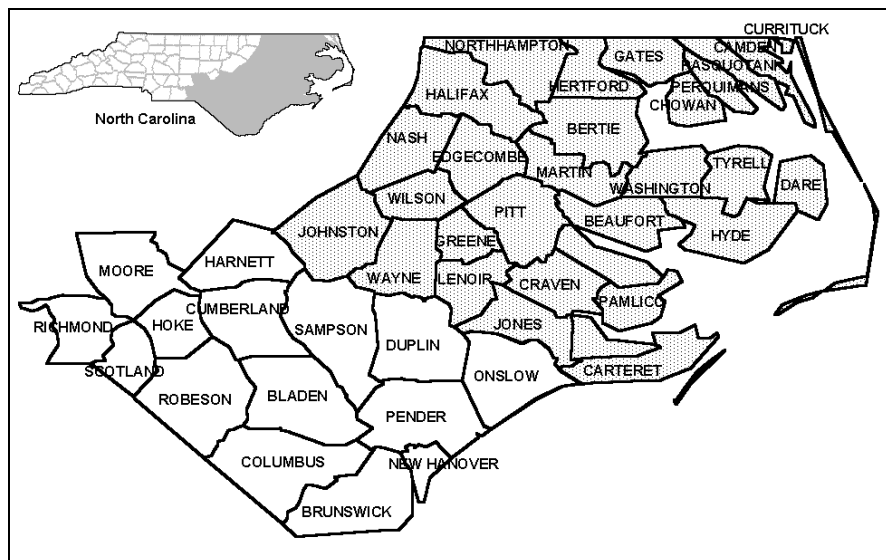 CURRITUCK
NORTHHAMPTON
GATES
CAMDEN
PASQUOTANK
HERTFORD
PERQUIMANS
HALIFAX
CHOWAN
North Carolina
BERTIE
NASH
EDGECOMBE
MARTIN
TYRELL
WASHINGTON
DARE
WILSON
PITT
BEAUFORT
JOHNSTON
GREENE
HYDE
HARNETT
MOORE
WAYNE
LENOIR
CRAVEN
PAMLICO
CUMBERLAND
RICHMOND
HOKE
SAMPSON
JONES
DUPLIN
SCOTLAND
ONSLOW
CARTERET
ROBESON
BLADEN
PENDER
COLUMBUS
NEW HANOVER
BRUNSWICK